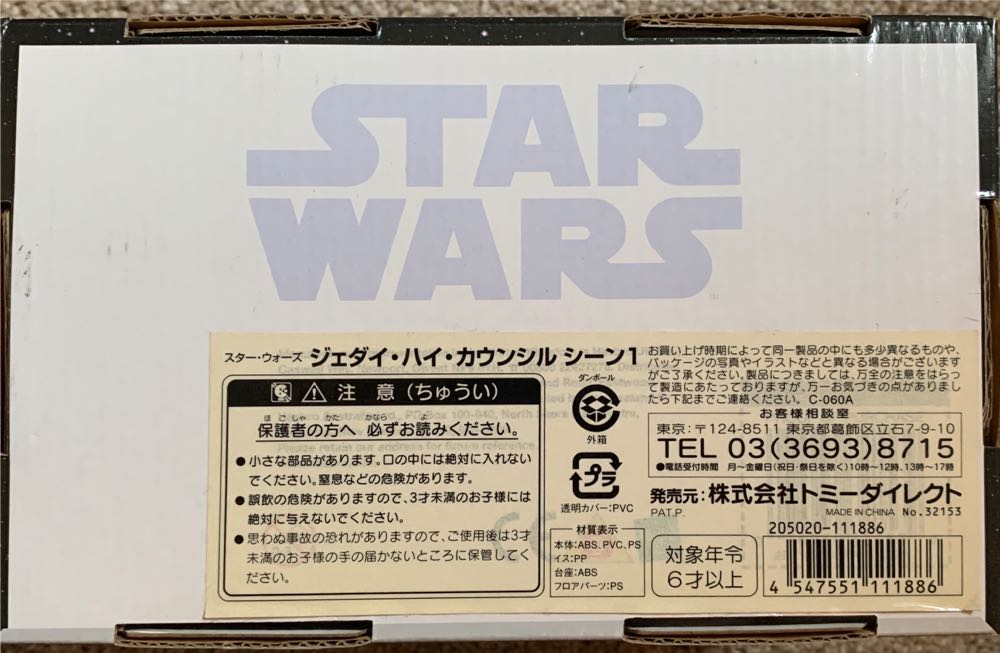 STAR
WARS
TM
スター・ウォーズ ジェダイ・ハイ・カウンシル シーン1
注 意 (ちゅうい)
ほごしゃ かた かなら よ
保護者の方へ 必ずお読みください。
●小さな部品があります。口の中には絶対に入れない
でください。窒息などの危険があります。
●誤飲の危険がありますので、3才未満のお子様には
絶対に与えないでください。
●思わぬ事故の恐れがありますので、ご使用後は3才
未満のお子様の手の届かないところに保管してく
ださい。
ダンボール
外箱
プラ
透明カバー:PVC
材質表示
本体:ABS、PVC、PS
イス:PP
台座:ABS
フロアパーツ:PS
お買い上げ時期によって同一製品の中にも多少異なるものや、
パッケージの写真やイラストなどと異なる場合がございます
がご了承ください。製品につきましては、万全の注意をはらっ
て製造にあたっておりますが、万一お気づきの点がありまし
たら下記までご連絡ください。 C-060A
お客様相談室
東京:〒124-8511 東京都葛飾区立石7-9-10
TEL 03(3693)8715
●電話受付時間 月〜金曜日(祝日・祭日を除く)10時〜12時、13時〜17時
発売元:株式会社トミーダイレクト
PAT.P. MADE IN CHINA No.32153
205020-111886
対象年令
6才以上
4 547551 111886